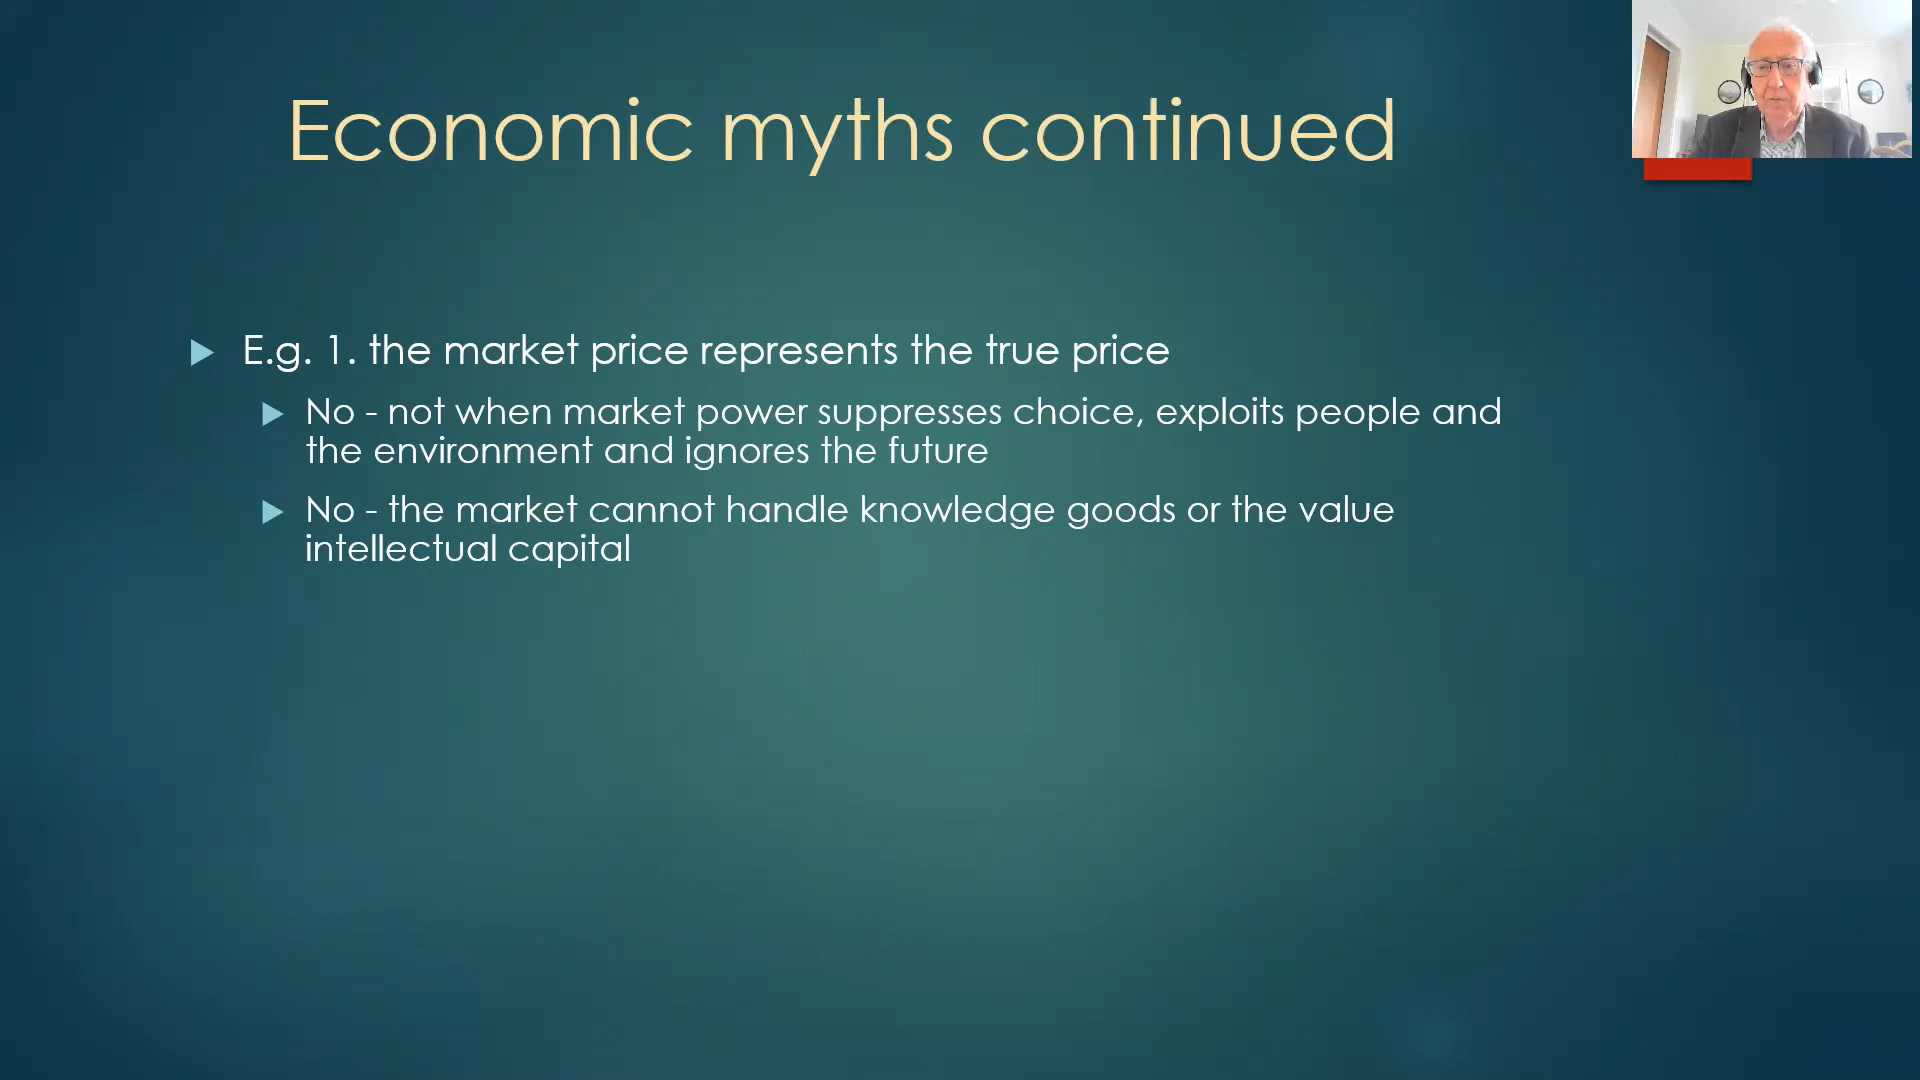 Economic myths continued
E.g. 1. the market price represents the true price
No - not when market power suppresses choice, exploits people and
the environment and ignores the future
No - the market cannot handle knowledge goods or the value
intellectual capital